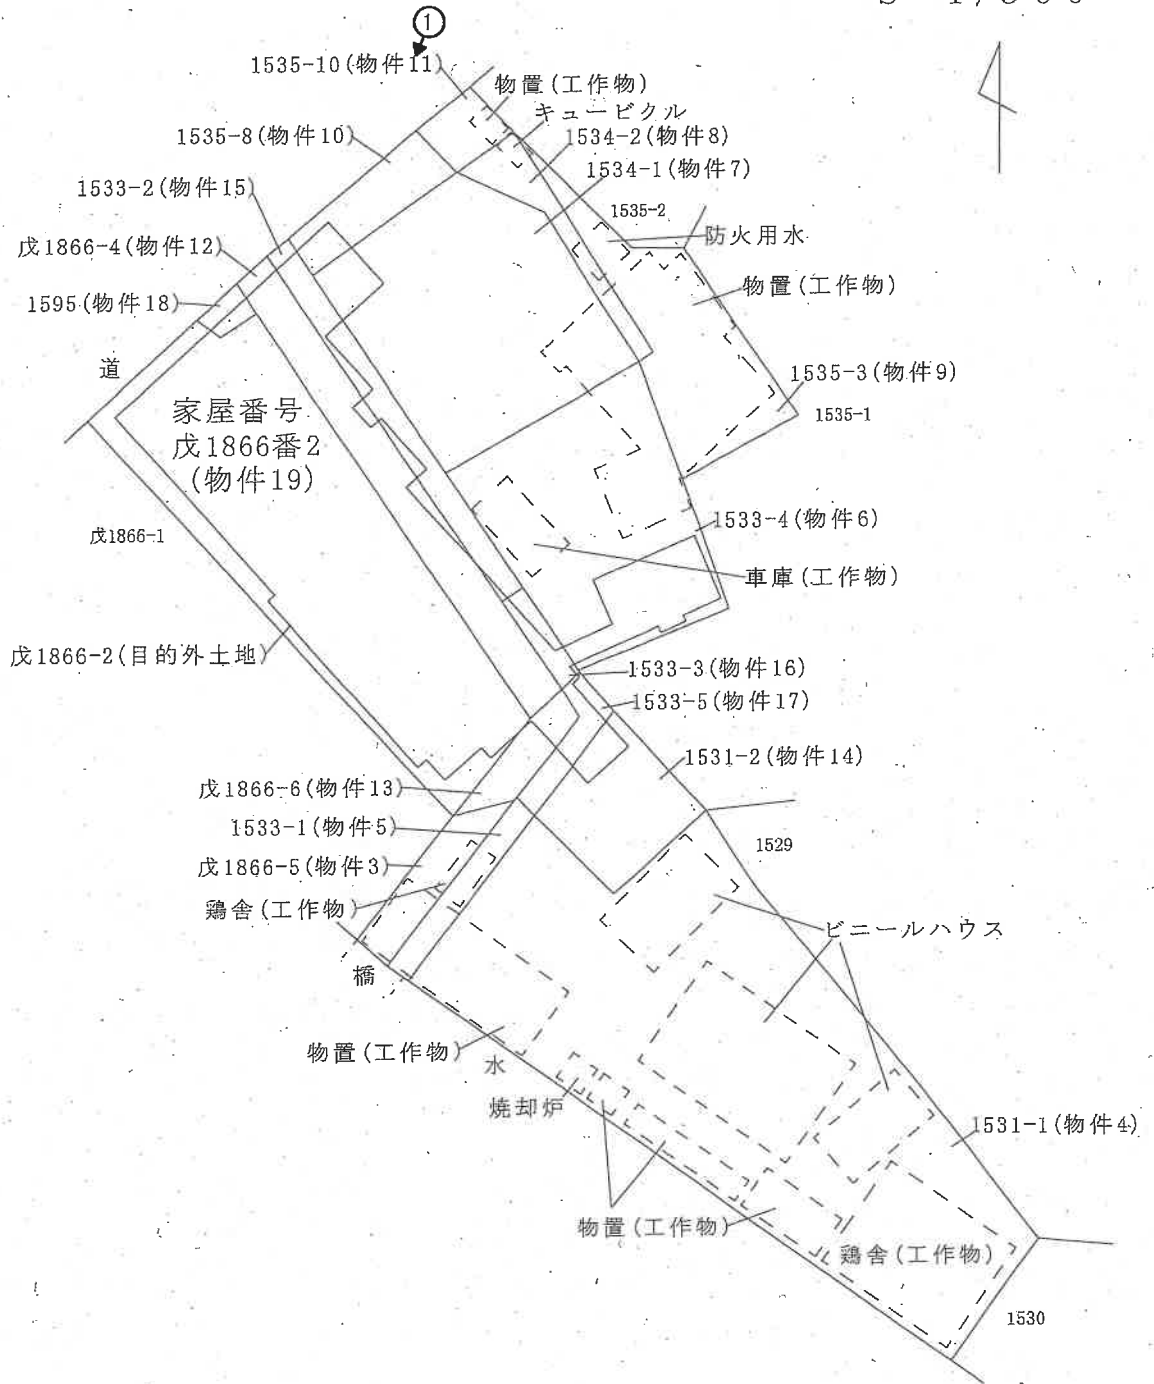 ①
1535-10(物件11)
物置(工作物)
キュービクル
1535-8(物件10)
1534-2(物件8)
1534-1(物件7)
1533-2(物件15)
1535-2
防火用水
戊1866-4(物件12)
物置(工作物)
1595(物件18)
道
1535-3(物件9)
家屋番号
戊1866番2
(物件19)
1535-1
1533-4(物件6)
戊1866-1
車庫(工作物)
戊1866-2(目的外土地)
1533-3(物件16)
1533-5(物件17)
1531-2(物件14)
戊1866-6(物件13)
1533-1(物件5)
1529
戊1866-5(物件3)
鶏舎(工作物)
ビニールハウス
橋
物置(工作物)
水
焼却炉
1531-1(物件4)
物置(工作物)
鶏舎(工作物)
1530